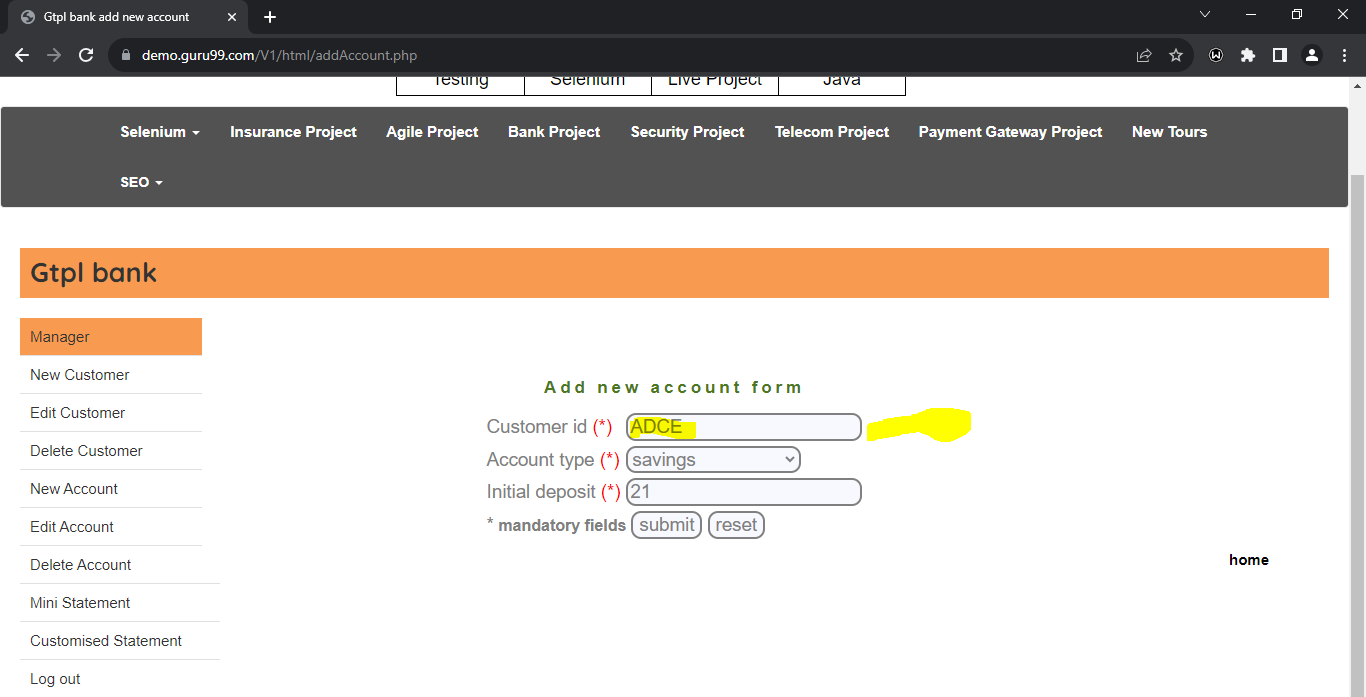 Gtpl bank add new account
demo.guru99.com/V1/html/addAccount.php
Testing Selenium Live Project Java
Selenium Insurance Project Agile Project Bank Project Security Project Telecom Project Payment Gateway Project New Tours
SEO
Gtpl bank
Manager
New Customer
Edit Customer
Delete Customer
New Account
Edit Account
Delete Account
Mini Statement
Customised Statement
Log out
Add new account form
Customer id (*) ADCE
Account type (*) savings
Initial deposit (*) 21
* mandatory fields submit reset
home